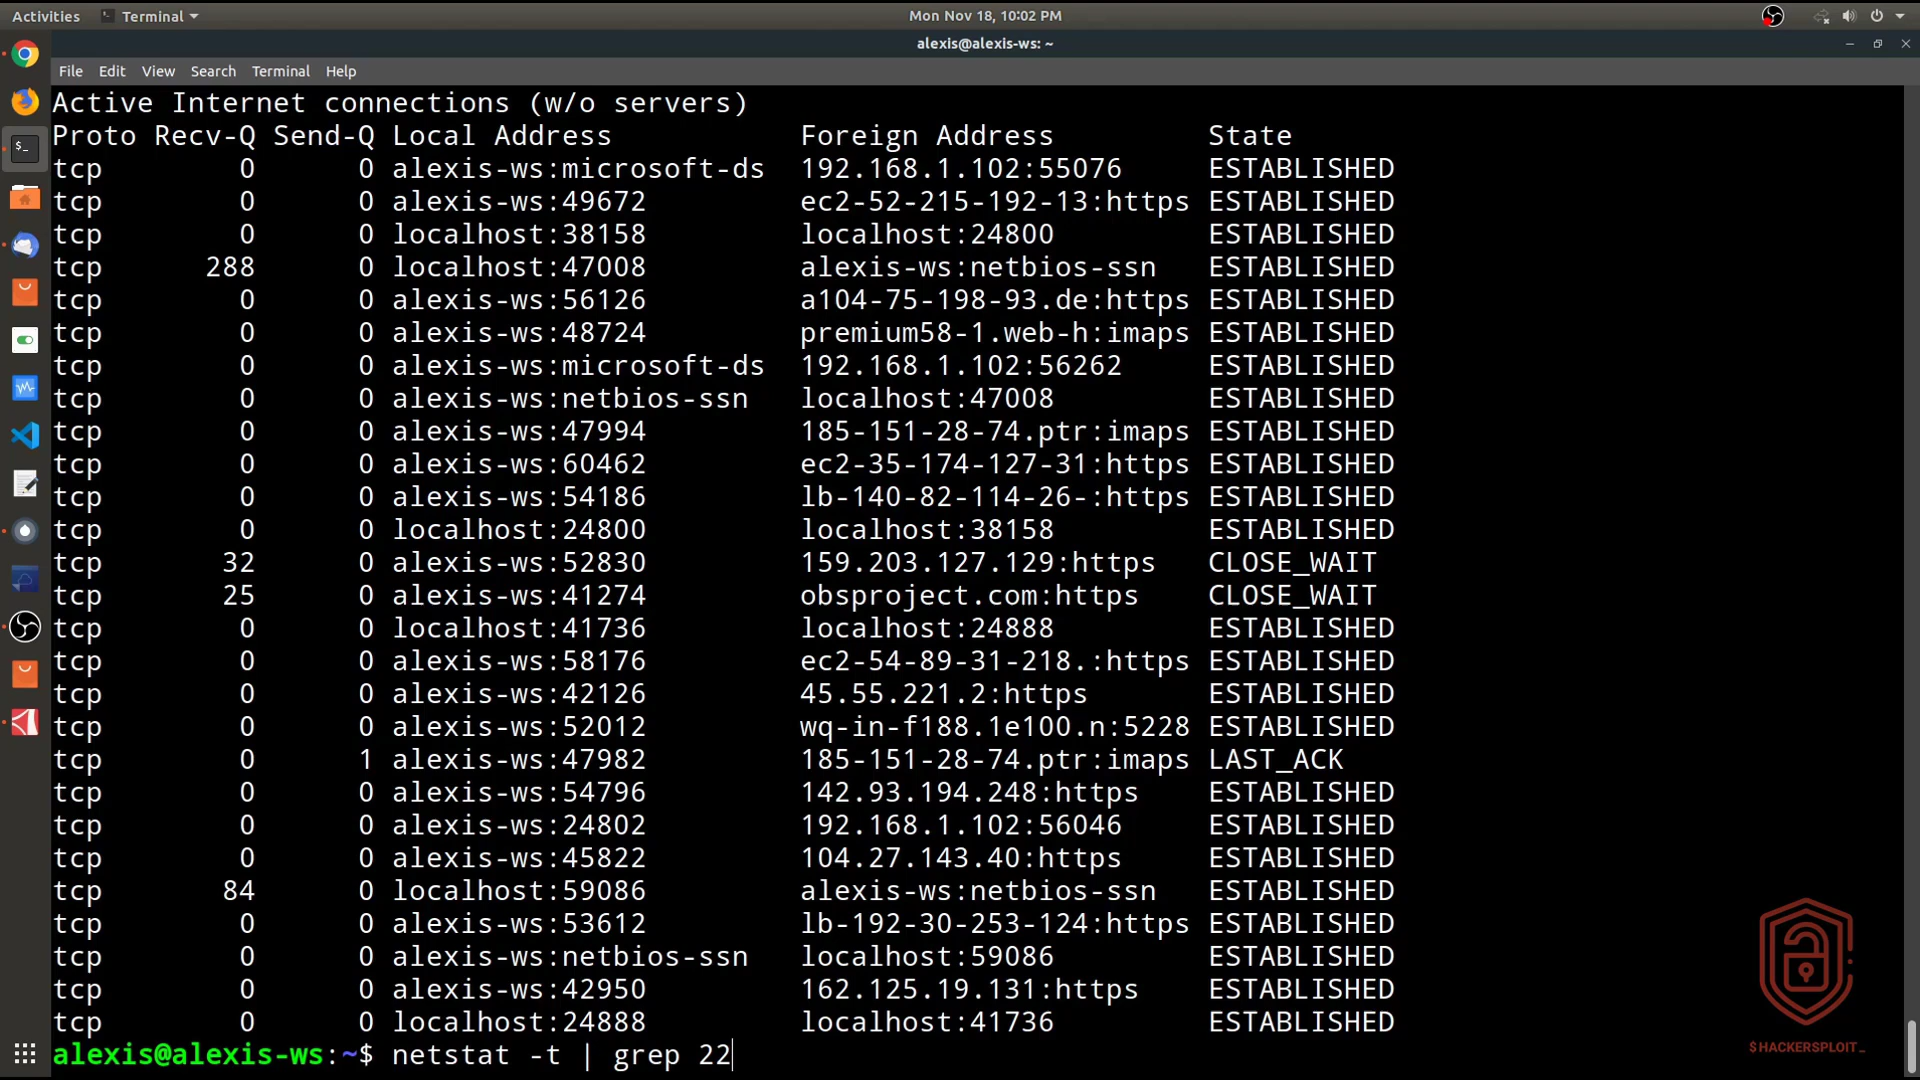 Activities Terminal Mon Nov 18, 10:02 PM
alexis@alexis-ws: ~
File Edit View Search Terminal Help
Active Internet connections (w/o servers)
Proto Recv-Q Send-Q Local Address Foreign Address State
tcp 0 0 alexis-ws:microsoft-ds 192.168.1.102:55076 ESTABLISHED
tcp 0 0 alexis-ws:49672 ec2-52-215-192-13:https ESTABLISHED
tcp 0 0 localhost:38158 localhost:24800 ESTABLISHED
tcp 288 0 localhost:47008 alexis-ws:netbios-ssn ESTABLISHED
tcp 0 0 alexis-ws:56126 a104-75-198-93.de:https ESTABLISHED
tcp 0 0 alexis-ws:48724 premium58-1.web-h:imaps ESTABLISHED
tcp 0 0 alexis-ws:microsoft-ds 192.168.1.102:56262 ESTABLISHED
tcp 0 0 alexis-ws:netbios-ssn localhost:47008 ESTABLISHED
tcp 0 0 alexis-ws:47994 185-151-28-74.ptr:imaps ESTABLISHED
tcp 0 0 alexis-ws:60462 ec2-35-174-127-31:https ESTABLISHED
tcp 0 0 alexis-ws:54186 lb-140-82-114-26-:https ESTABLISHED
tcp 0 0 localhost:24800 localhost:38158 ESTABLISHED
tcp 32 0 alexis-ws:52830 159.203.127.129:https CLOSE_WAIT
tcp 25 0 alexis-ws:41274 obsproject.com:https CLOSE_WAIT
tcp 0 0 localhost:41736 localhost:24888 ESTABLISHED
tcp 0 0 alexis-ws:58176 ec2-54-89-31-218.:https ESTABLISHED
tcp 0 0 alexis-ws:42126 45.55.221.2:https ESTABLISHED
tcp 0 0 alexis-ws:52012 wq-in-f188.1e100.n:5228 ESTABLISHED
tcp 0 1 alexis-ws:47982 185-151-28-74.ptr:imaps LAST_ACK
tcp 0 0 alexis-ws:54796 142.93.194.248:https ESTABLISHED
tcp 0 0 alexis-ws:24802 192.168.1.102:56046 ESTABLISHED
tcp 0 0 alexis-ws:45822 104.27.143.40:https ESTABLISHED
tcp 84 0 localhost:59086 alexis-ws:netbios-ssn ESTABLISHED
tcp 0 0 alexis-ws:53612 lb-192-30-253-124:https ESTABLISHED
tcp 0 0 alexis-ws:netbios-ssn localhost:59086 ESTABLISHED
tcp 0 0 alexis-ws:42950 162.125.19.131:https ESTABLISHED
tcp 0 0 localhost:24888 localhost:41736 ESTABLISHED
alexis@alexis-ws:~$ netstat -t | grep 22
$HACKERSPLOIT_